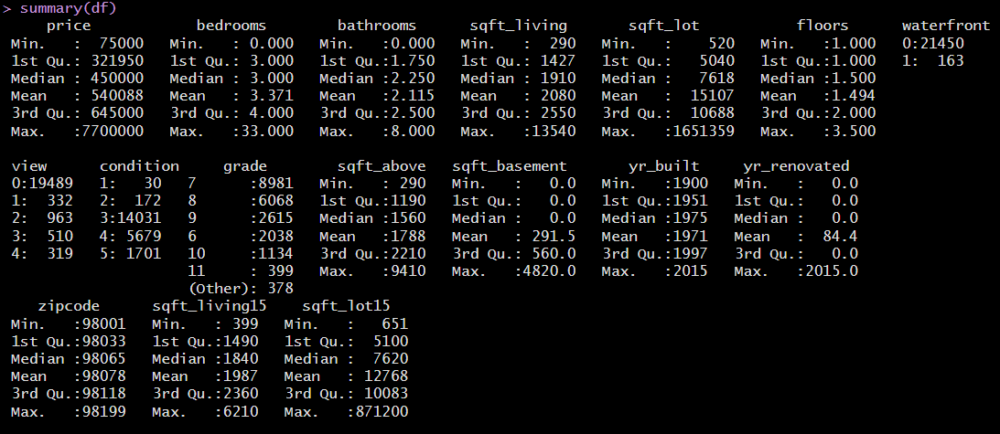 > summary(df)
     price            bedrooms        bathrooms      sqft_living       sqft_lot           floors      waterfront
 Min.   :  75000   Min.   : 0.000   Min.   :0.000   Min.   :  290   Min.   :    520   Min.   :1.000   0:21450
 1st Qu.: 321950   1st Qu.: 3.000   1st Qu.:1.750   1st Qu.: 1427   1st Qu.:   5040   1st Qu.:1.000   1:  163
 Median : 450000   Median : 3.000   Median :2.250   Median : 1910   Median :   7618   Median :1.500
 Mean   : 540088   Mean   : 3.371   Mean   :2.115   Mean   : 2080   Mean   :  15107   Mean   :1.494
 3rd Qu.: 645000   3rd Qu.: 4.000   3rd Qu.:2.500   3rd Qu.: 2550   3rd Qu.:  10688   3rd Qu.:2.000
 Max.   :7700000   Max.   :33.000   Max.   :8.000   Max.   :13540   Max.   :1651359   Max.   :3.500
 view      condition     grade        sqft_above   sqft_basement       yr_built     yr_renovated
 0:19489   1:   30   7      :8981   Min.   : 290   Min.   :   0.0   Min.   :1900   Min.   :   0.0
 1:  332   2:  172   8      :6068   1st Qu.:1190   1st Qu.:   0.0   1st Qu.:1951   1st Qu.:   0.0
 2:  963   3:14031   9      :2615   Median :1560   Median :   0.0   Median :1975   Median :   0.0
 3:  510   4: 5679   6      :2038   Mean   :1788   Mean   : 291.5   Mean   :1971   Mean   :  84.4
 4:  319   5: 1701   10     :1134   3rd Qu.:2210   3rd Qu.: 560.0   3rd Qu.:1997   3rd Qu.:   0.0
                     11     : 399   Max.   :9410   Max.   :4820.0   Max.   :2015   Max.   :2015.0
                     (Other): 378
    zipcode      sqft_living15    sqft_lot15
 Min.   :98001   Min.   : 399   Min.   :   651
 1st Qu.:98033   1st Qu.:1490   1st Qu.:  5100
 Median :98065   Median :1840   Median :  7620
 Mean   :98078   Mean   :1987   Mean   : 12768
 3rd Qu.:98118   3rd Qu.:2360   3rd Qu.: 10083
 Max.   :98199   Max.   :6210   Max.   :871200